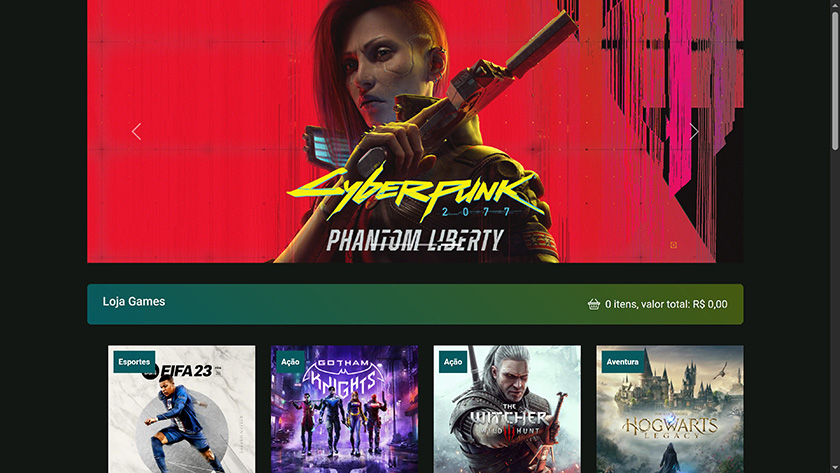 CYBERPUNK
2077
PHANTOM LIBERTY
Loja Games
0 itens, valor total: R$ 0,00
Esportes
FIFA 23
Ação
GOTHAM
KNIGHTS
Ação
THE
WITCHER
WILD HUNT
Aventura
HOGWARTS
LEGACY